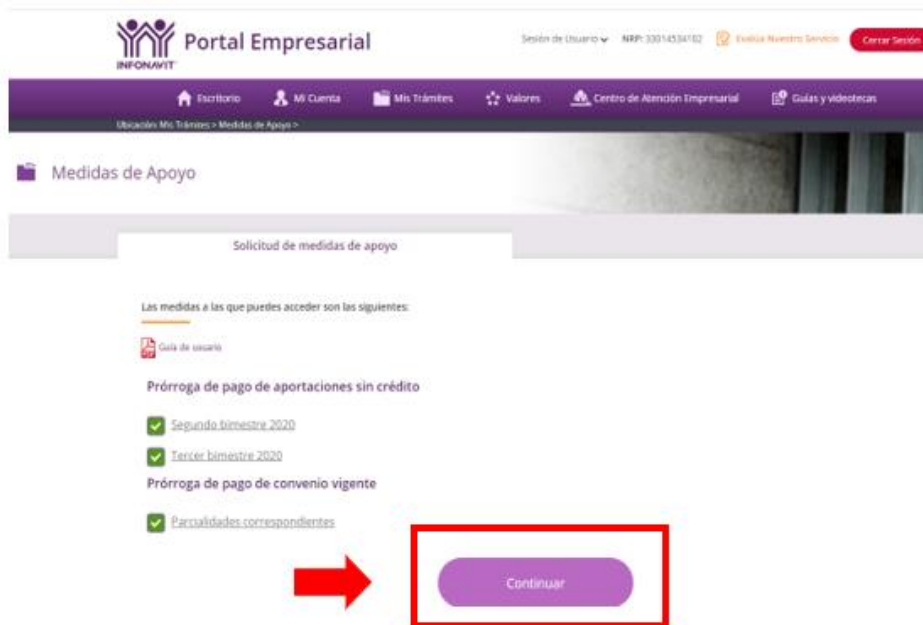 INFONAVIT
Portal Empresarial
Sesión de Usuario NRP: Evalúa Nuestro Servicio Cerrar Sesión
Escritorio Mi Cuenta Mis Trámites Valores Centro de Atención Empresarial Guías y videotecas
Ubicación: Mis Trámites > Medidas de Apoyo >
Medidas de Apoyo
Solicitud de medidas de apoyo
Las medidas a las que puedes acceder son las siguientes:
Guía de usuario
Prórroga de pago de aportaciones sin crédito
Segundo bimestre 2020
Tercer bimestre 2020
Prórroga de pago de convenio vigente
Parcialidades correspondientes
Continuar